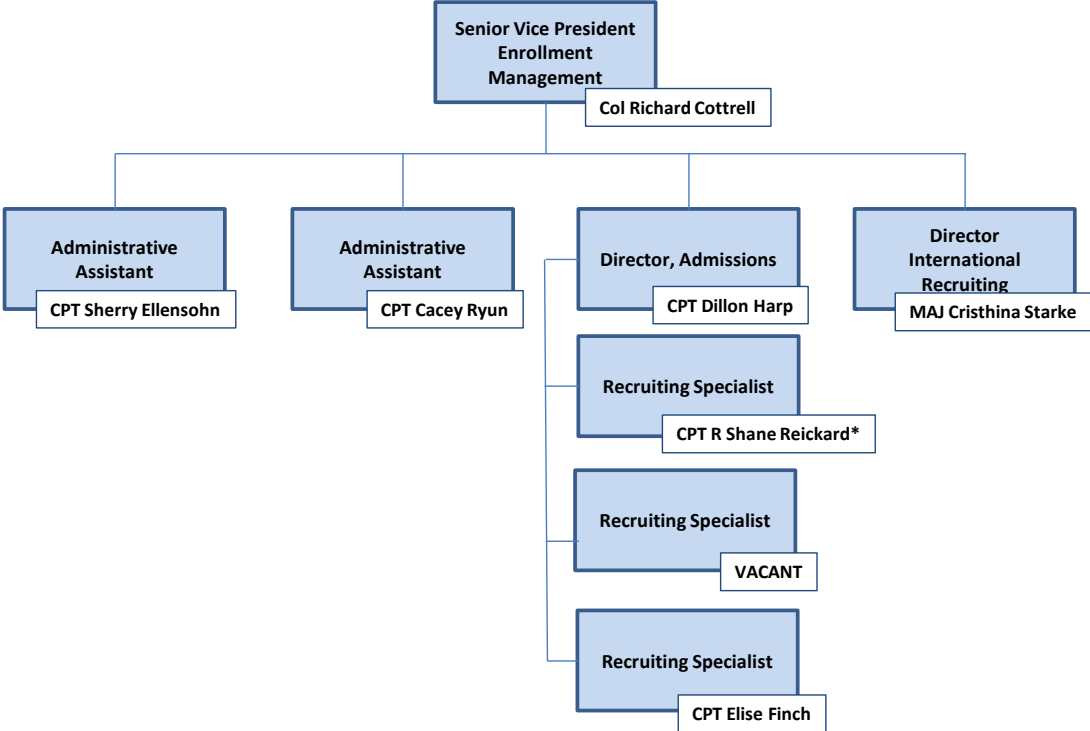 Senior Vice President
Enrollment
Management
Col Richard Cottrell
Administrative
Assistant
CPT Sherry Ellensohn
Administrative
Assistant
CPT Cacey Ryun
Director, Admissions
CPT Dillon Harp
Director
International
Recruiting
MAJ Cristhina Starke
Recruiting Specialist
CPT R Shane Reickard*
Recruiting Specialist
VACANT
Recruiting Specialist
CPT Elise Finch